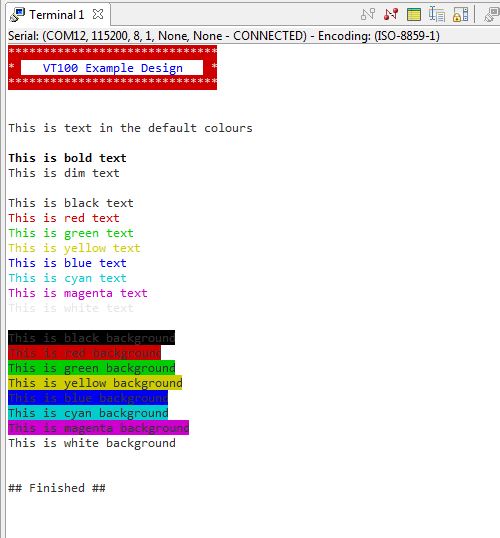 Terminal 1
Serial: (COM12, 115200, 8, 1, None, None - CONNECTED) - Encoding: (ISO-8859-1)
******************************
* VT100 Example Design *
******************************
This is text in the default colours
This is bold text
This is dim text
This is black text
This is red text
This is green text
This is yellow text
This is blue text
This is cyan text
This is magenta text
This is white text
This is black background
This is red background
This is green background
This is yellow background
This is blue background
This is cyan background
This is magenta background
This is white background
## Finished ##